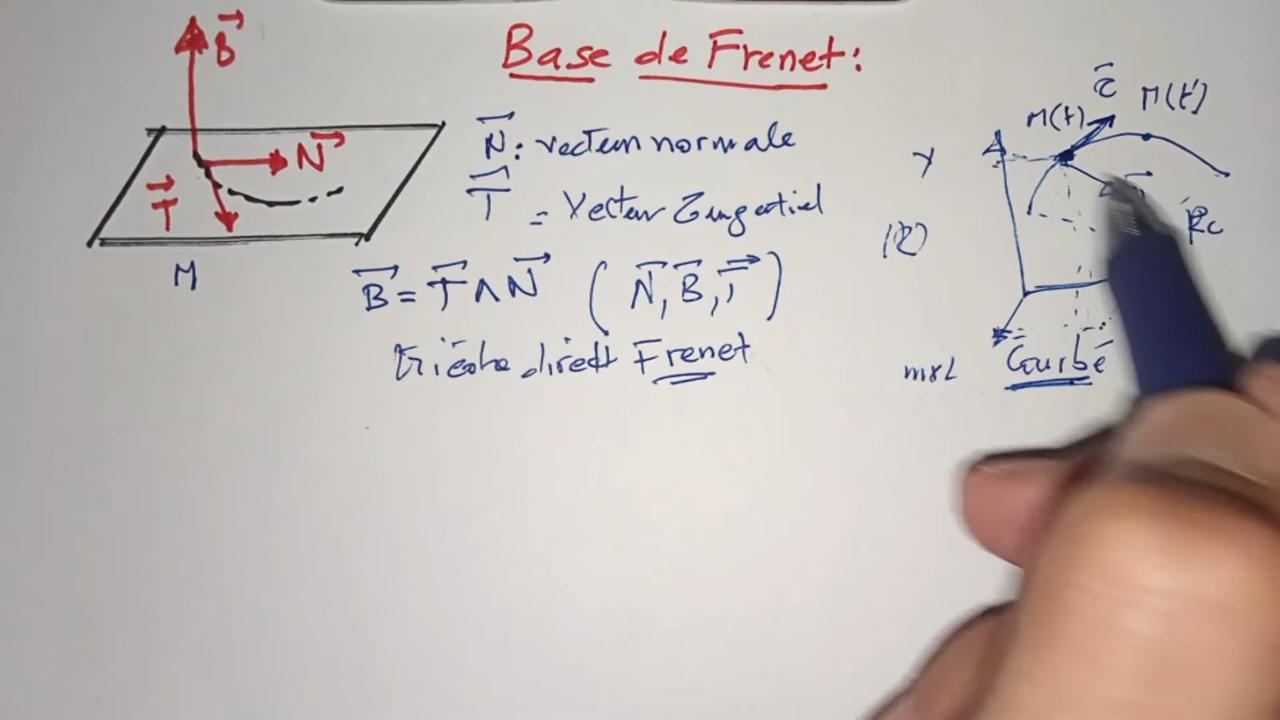 Base de Frenet:
B
N
T
M
N: vecteur normale
T = Vecteur Tangentiel
B = T ∧ N (N, B, T)
trièdre direct Frenet
τ
M(t) M(t')
y
(R) Rc
Courbe